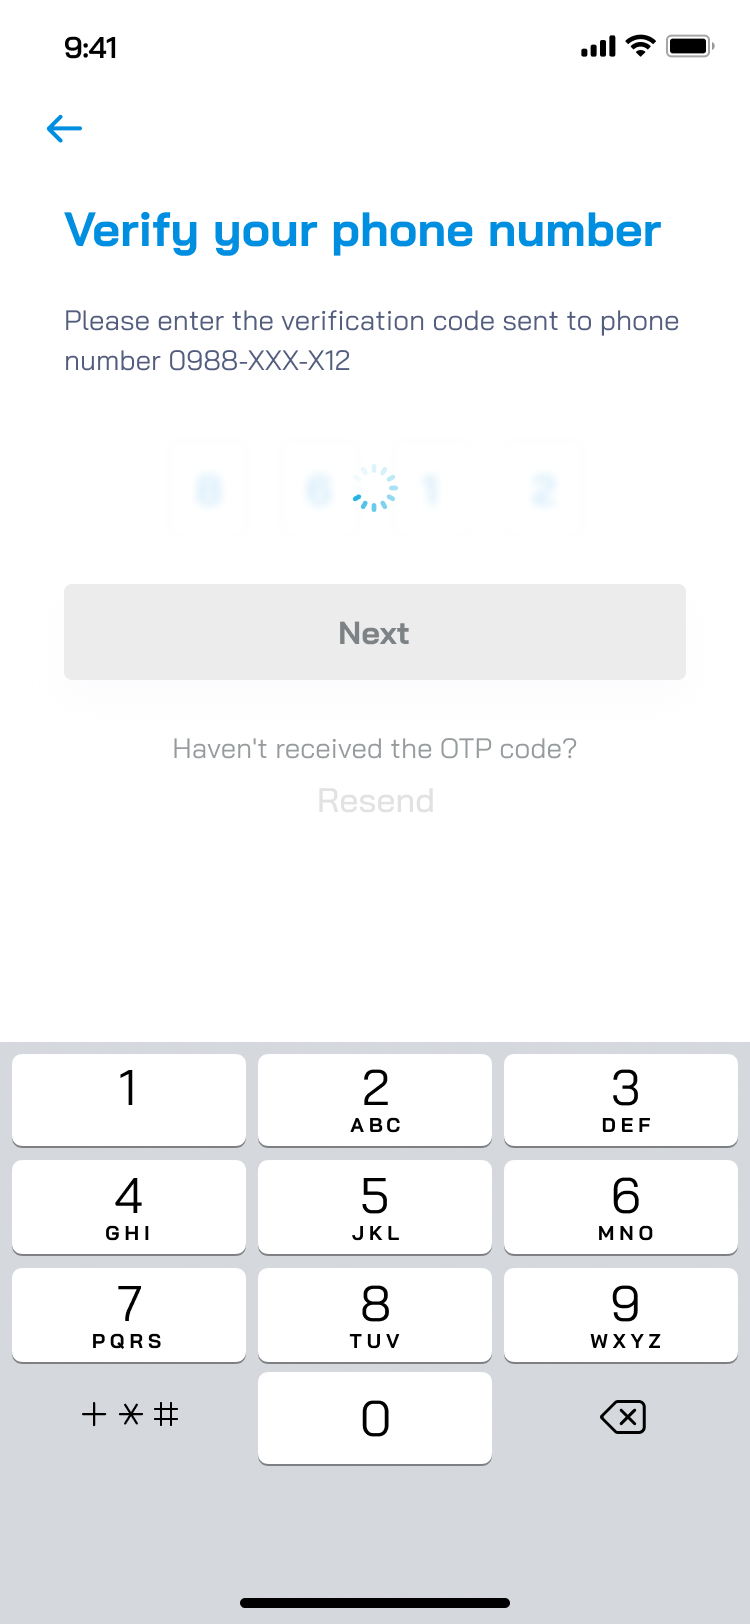 9:41
Verify your phone number
Please enter the verification code sent to phone
number 0988-XXX-X12
8 6 1 2
Next
Haven't received the OTP code?
Resend
1 2 3
ABC DEF
4 5 6
GHI JKL MNO
7 8 9
PQRS TUV WXYZ
+*# 0